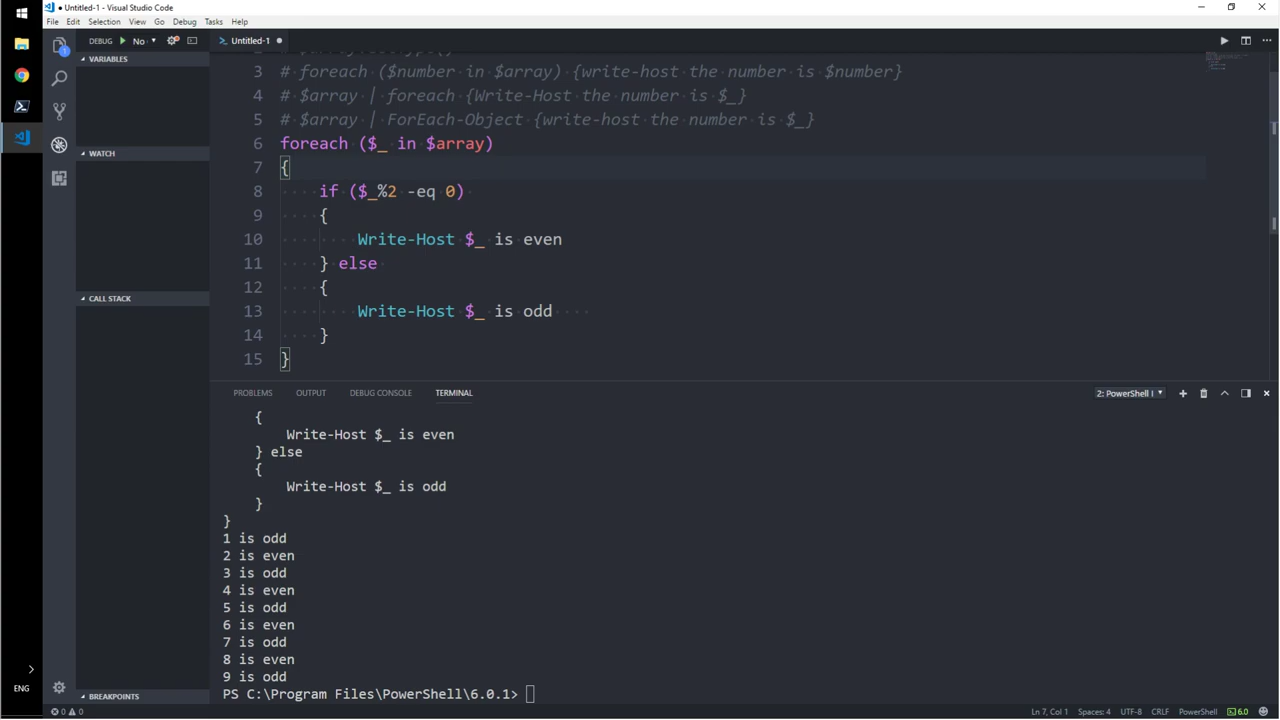 ● Untitled-1 - Visual Studio Code
File Edit Selection View Go Debug Tasks Help
DEBUG No
Untitled-1 ●
VARIABLES
3 # foreach ($number in $array) {write-host the number is $number}
4 # $array | foreach {Write-Host the number is $_}
5 # $array | ForEach-Object {write-host the number is $_}
6 foreach ($_ in $array)
7 {
8 if ($_%2 -eq 0)
9 {
10 Write-Host $_ is even
11 } else
12 {
13 Write-Host $_ is odd
14 }
15 }
WATCH
CALL STACK
BREAKPOINTS
PROBLEMS OUTPUT DEBUG CONSOLE TERMINAL
2: PowerShell I
{
Write-Host $_ is even
} else
{
Write-Host $_ is odd
}
}
1 is odd
2 is even
3 is odd
4 is even
5 is odd
6 is even
7 is odd
8 is even
9 is odd
PS C:\Program Files\PowerShell\6.0.1>
1
ENG
0 0
Ln 7, Col 1 Spaces: 4 UTF-8 CRLF PowerShell 6.0